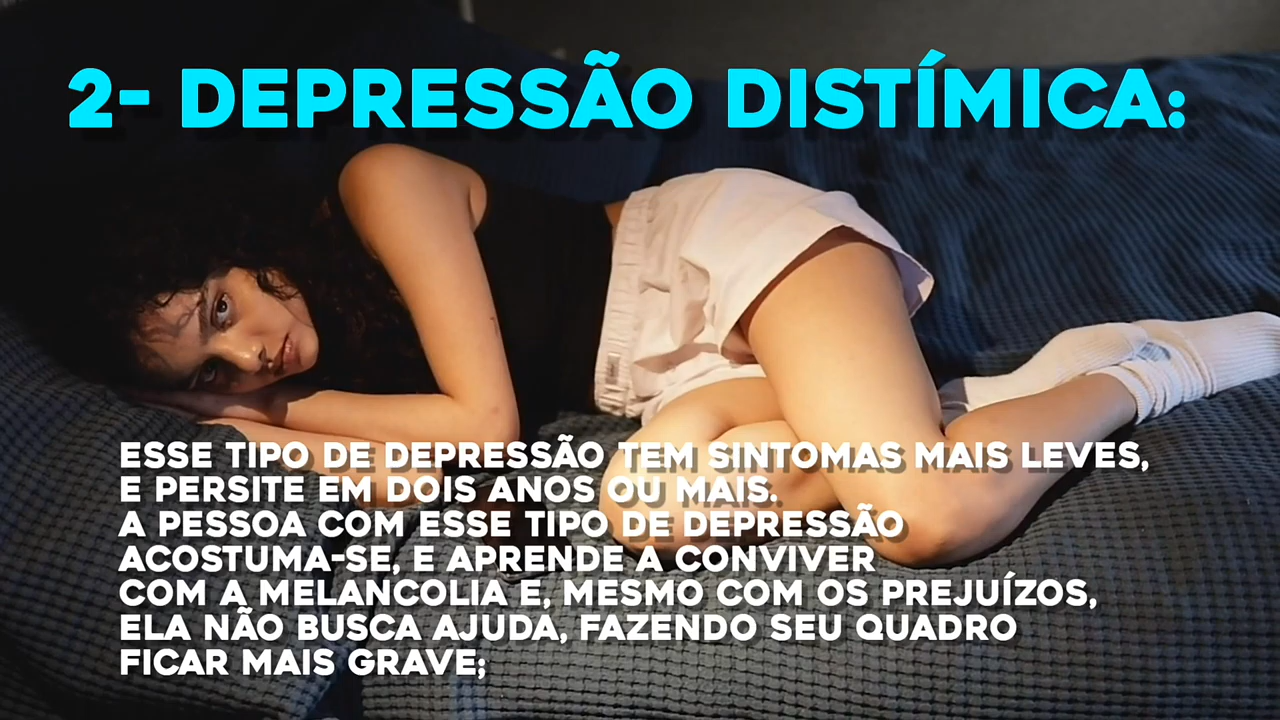 2- DEPRESSÃO DISTÍMICA:
ESSE TIPO DE DEPRESSÃO TEM SINTOMAS MAIS LEVES,
E PERSITE EM DOIS ANOS OU MAIS.
A PESSOA COM ESSE TIPO DE DEPRESSÃO
ACOSTUMA-SE, E APRENDE A CONVIVER
COM A MELANCOLIA E, MESMO COM OS PREJUÍZOS,
ELA NÃO BUSCA AJUDA, FAZENDO SEU QUADRO
FICAR MAIS GRAVE;